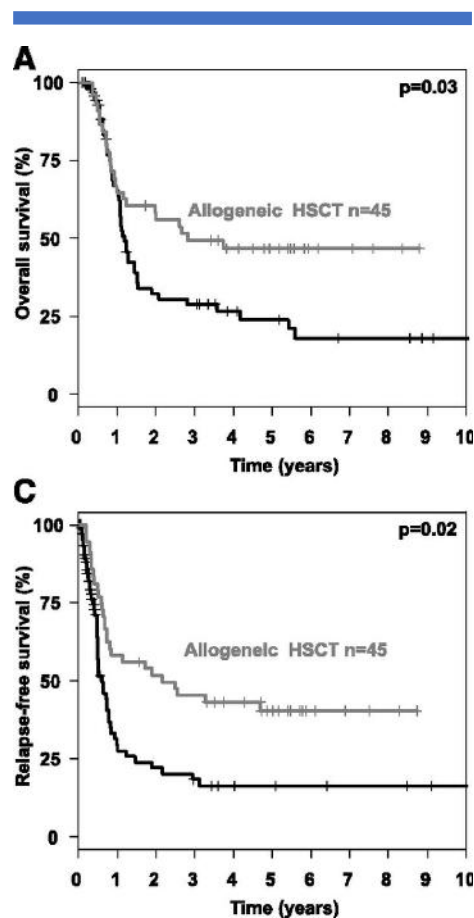 A
p=0.03
Overall survival (%)
100
75
50
25
0
Allogeneic HSCT n=45
0 1 2 3 4 5 6 7 8 9 10
Time (years)
C
p=0.02
Relapse-free survival (%)
100
75
50
25
0
Allogeneic HSCT n=45
0 1 2 3 4 5 6 7 8 9 10
Time (years)